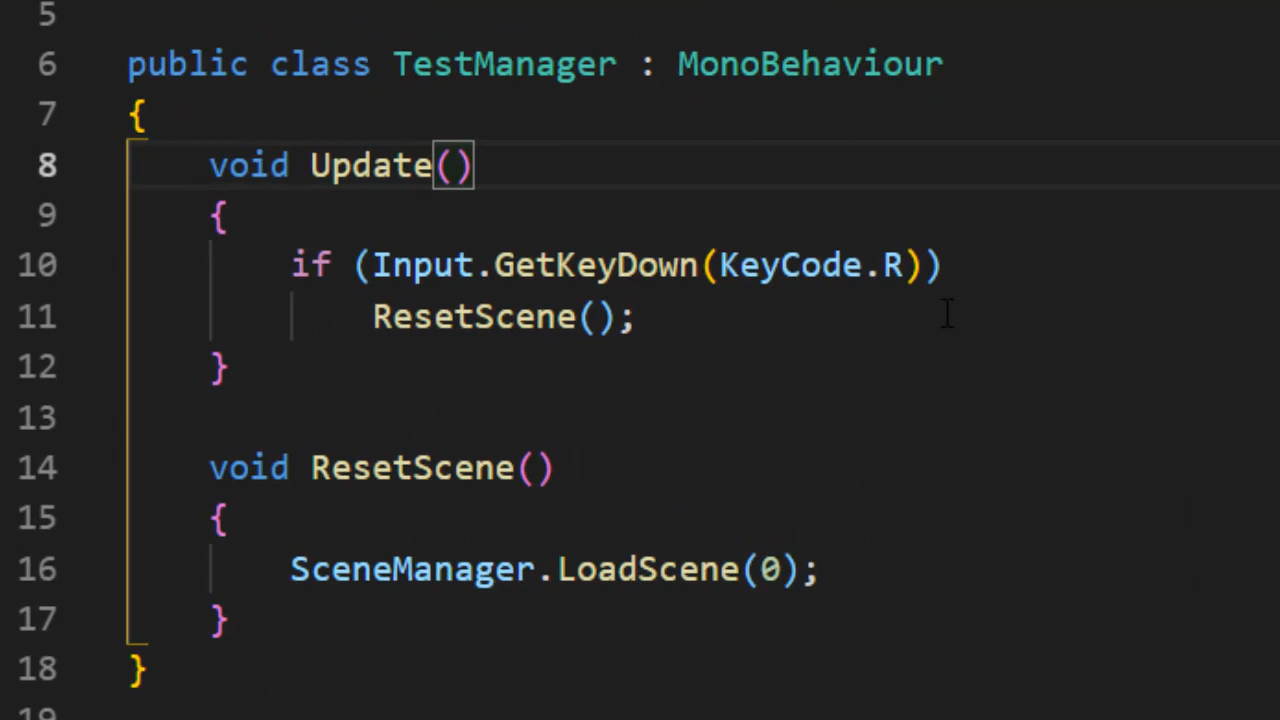 5
6 public class TestManager : MonoBehaviour
7 {
8     void Update()
9     {
10         if (Input.GetKeyDown(KeyCode.R))
11             ResetScene();
12     }
13
14     void ResetScene()
15     {
16         SceneManager.LoadScene(0);
17     }
18 }
19